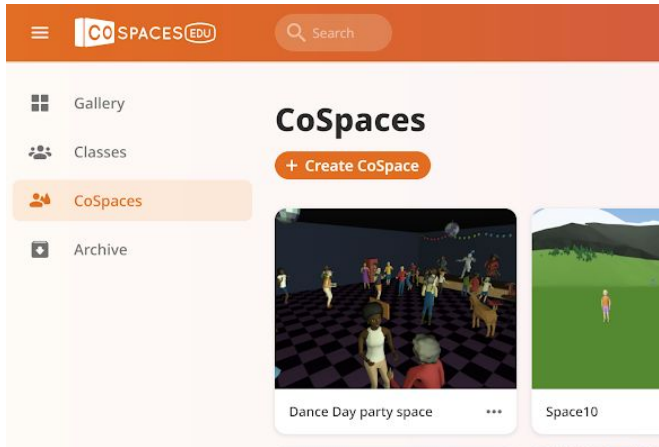 CO SPACES EDU
Search
Gallery
Classes
CoSpaces
Archive
CoSpaces
+ Create CoSpace
Dance Day party space
Space10